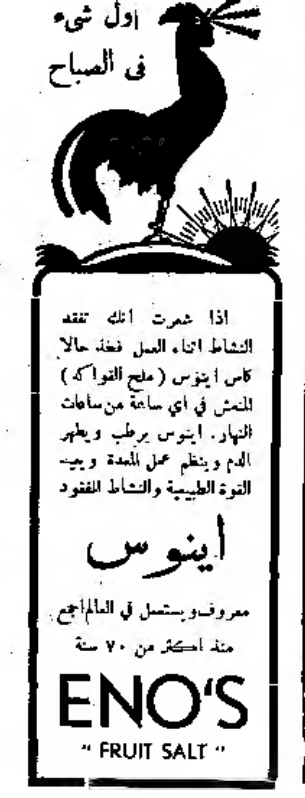 اول شيء
في الصباح
اذا شعرت انك تفقد
النشاط اثناء العمل فخذ حالا
كاس اينوس (ملح الفواكه)
المنعش في اي ساعة من ساعات
النهار. اينوس يرطب ويطهر
الدم وينظم عمل المعدة ويعيد
القوة الطبيعية والنشاط المفقود
اينوس
معروف ويستعمل في العالم اجمع
منذ اكثر من ٧٠ سنة
ENO'S
" FRUIT SALT "